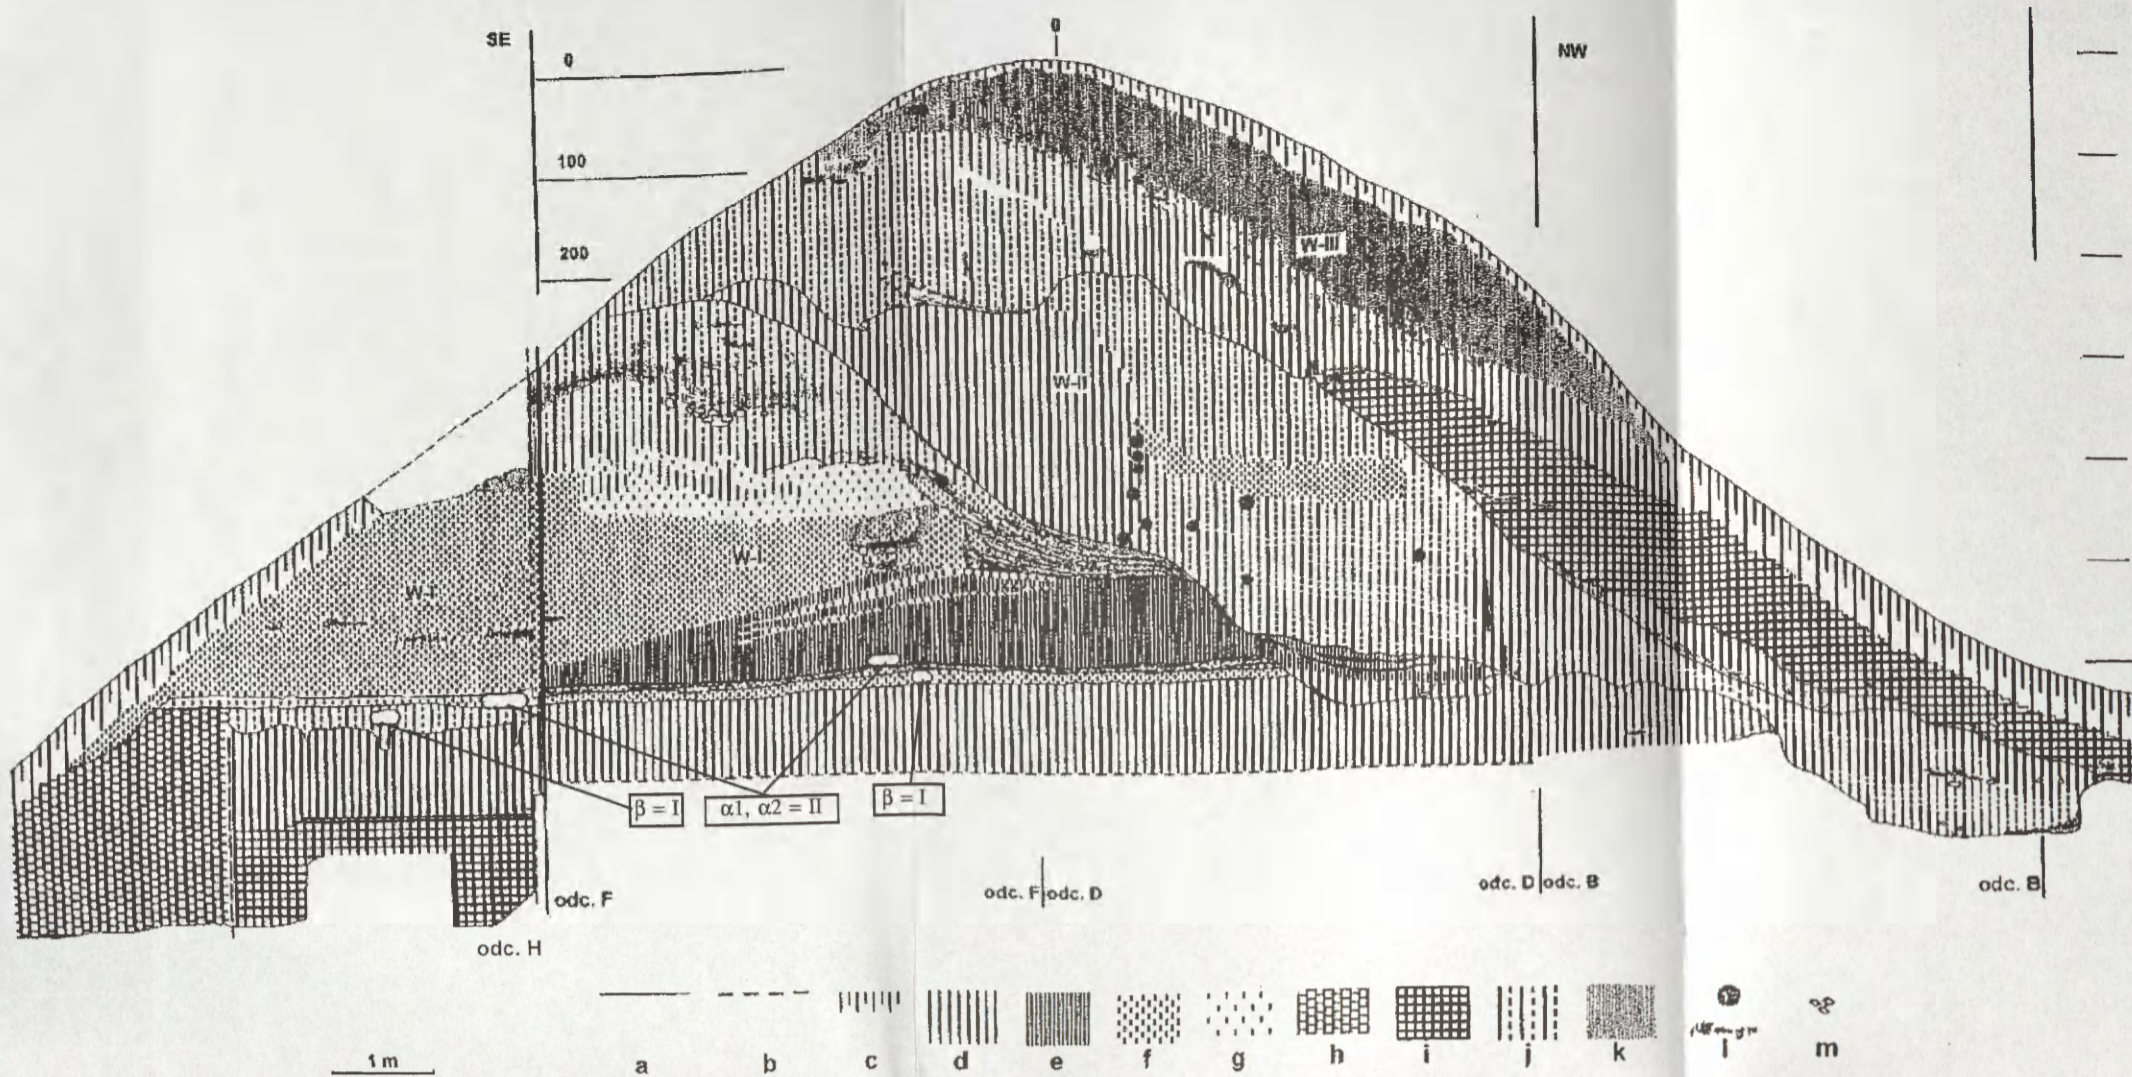 SE
0
0
NW
100
200
W-III
W-II
W-I
W-I
β = I
α1, α2 = II
β = I
odc. F
odc. F
odc. D
odc. D
odc. B
odc. B
odc. H
1 m
a
b
c
d
e
f
g
h
i
j
k
l
m